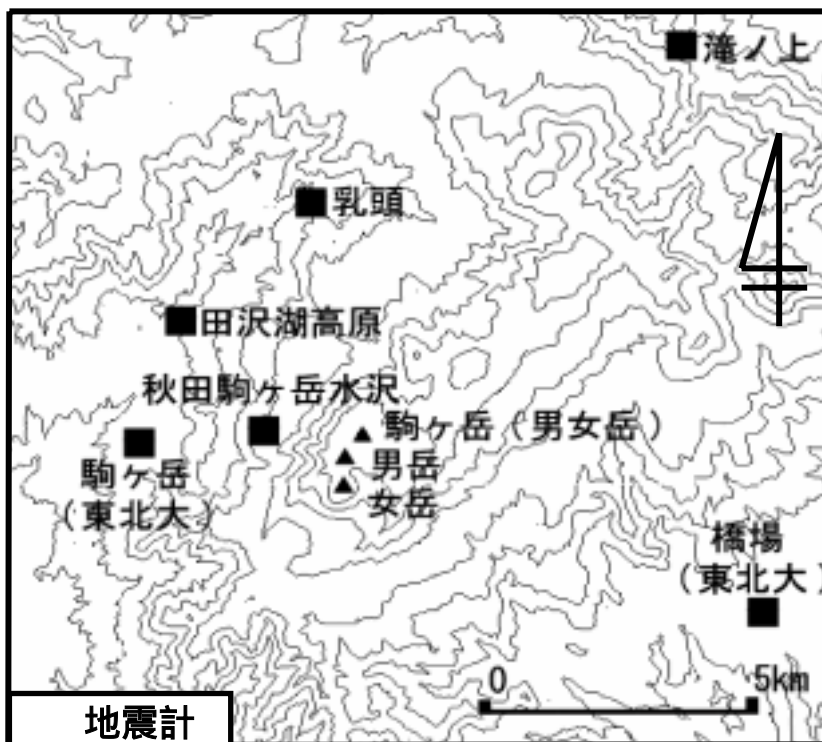 滝ノ上
乳頭
田沢湖高原
秋田駒ヶ岳水沢
駒ヶ岳（男女岳）
男岳
女岳
駒ヶ岳
（東北大）
橋場
（東北大）
0
5km
地震計